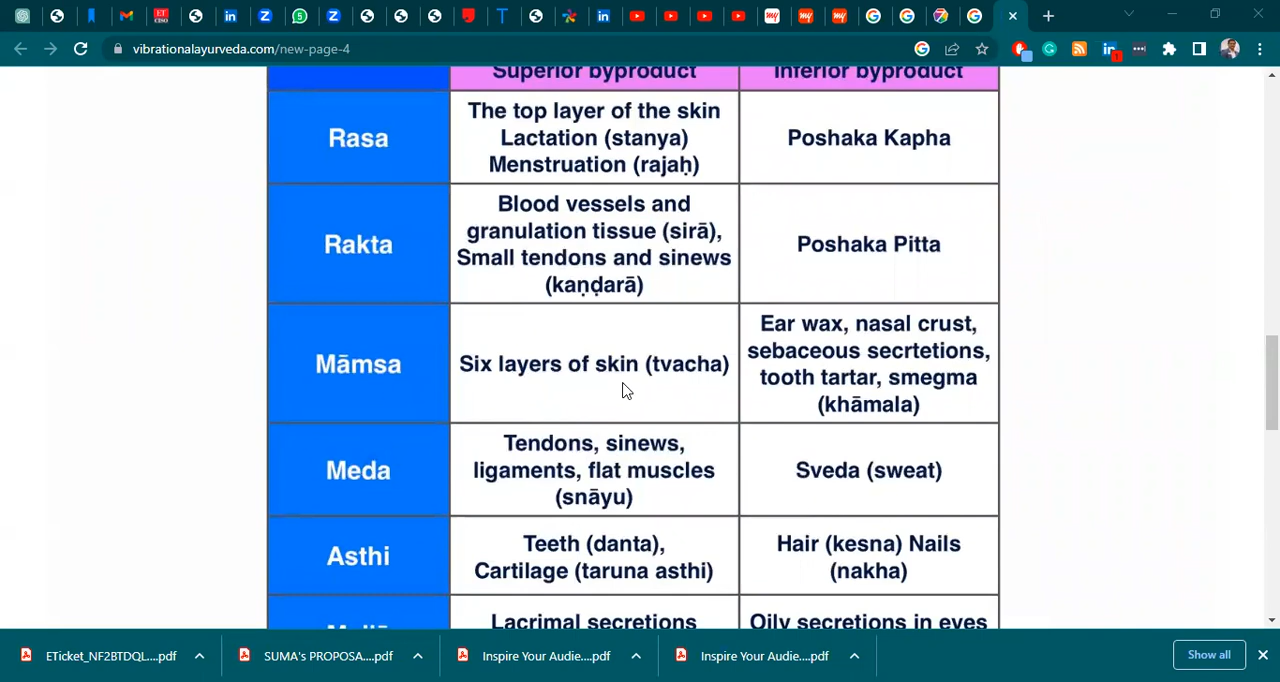 vibrationalayurveda.com/new-page-4
Superior byproduct
Inferior byproduct
Rasa
The top layer of the skin
Lactation (stanya)
Menstruation (rajaḥ)
Poshaka Kapha
Rakta
Blood vessels and
granulation tissue (sirā),
Small tendons and sinews
(kaṇḍarā)
Poshaka Pitta
Māmsa
Six layers of skin (tvacha)
Ear wax, nasal crust,
sebaceous secrtetions,
tooth tartar, smegma
(khāmala)
Meda
Tendons, sinews,
ligaments, flat muscles
(snāyu)
Sveda (sweat)
Asthi
Teeth (danta),
Cartilage (taruna asthi)
Hair (kesna) Nails
(nakha)
Lacrimal secretions
Oily secretions in eyes
ETicket_NF2BTDQL....pdf
SUMA's PROPOSA....pdf
Inspire Your Audie....pdf
Inspire Your Audie....pdf
Show all